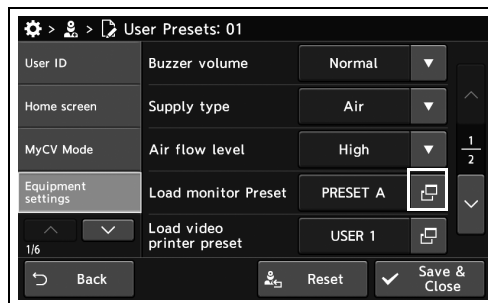 > > User Presets: 01
User ID
Buzzer volume
Normal
Home screen
Supply type
Air
MyCV Mode
Air flow level
High
1
2
Equipment
settings
Load monitor Preset
PRESET A
1/6
Load video
printer preset
USER 1
Back
Reset
Save &
Close